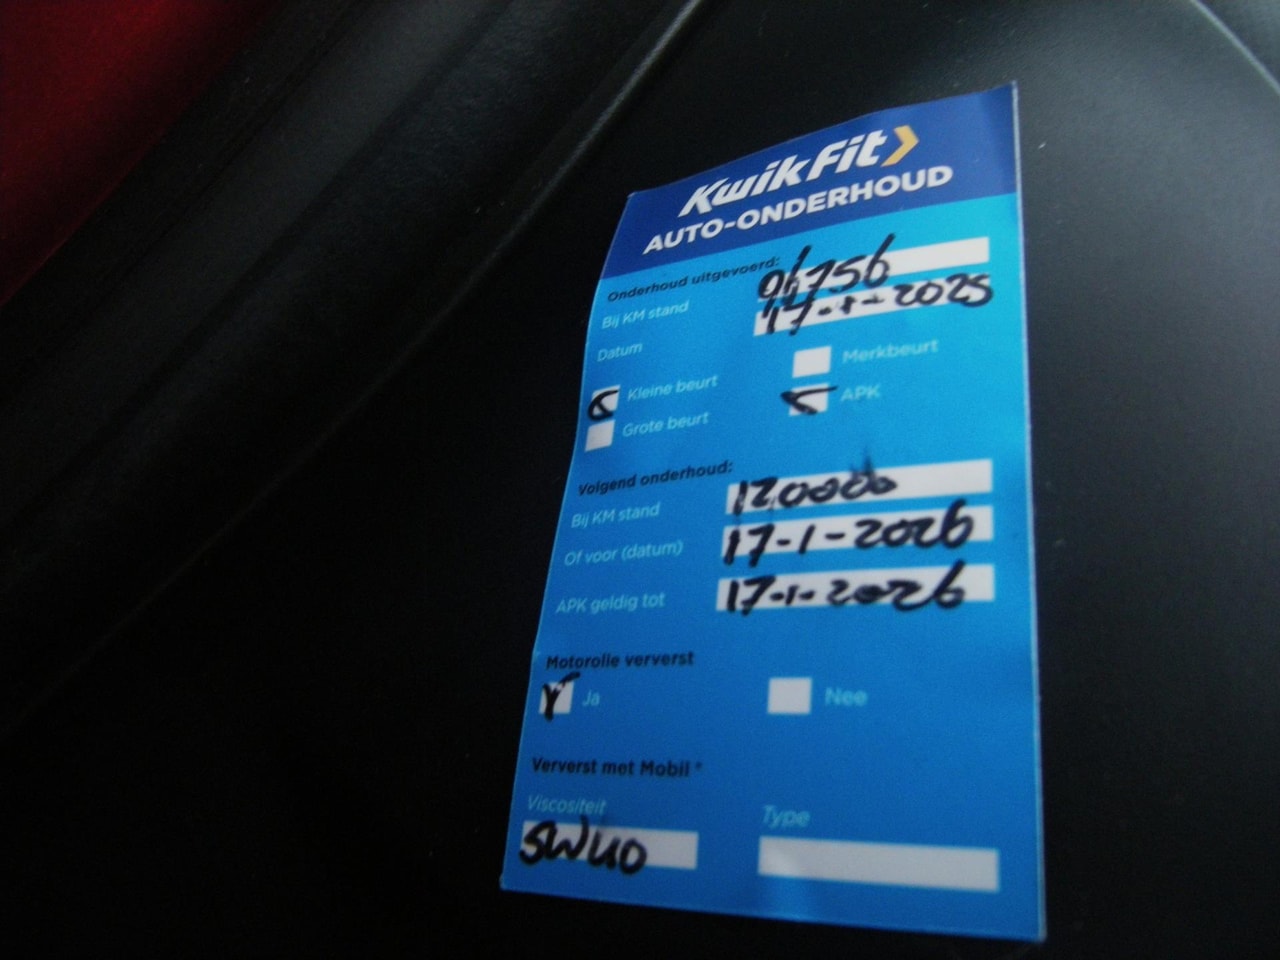 KwikFit
AUTO-ONDERHOUD
Onderhoud uitgevoerd:
Bij KM stand
Datum 17-1-2025
Kleine beurt Merkbeurt
Grote beurt APK
Volgend onderhoud:
Bij KM stand 120000
Of voor (datum) 17-1-2026
APK geldig tot 17-1-2026
Motorolie ververst
Ja Nee
Ververst met Mobil *
Viscositeit Type
5W40